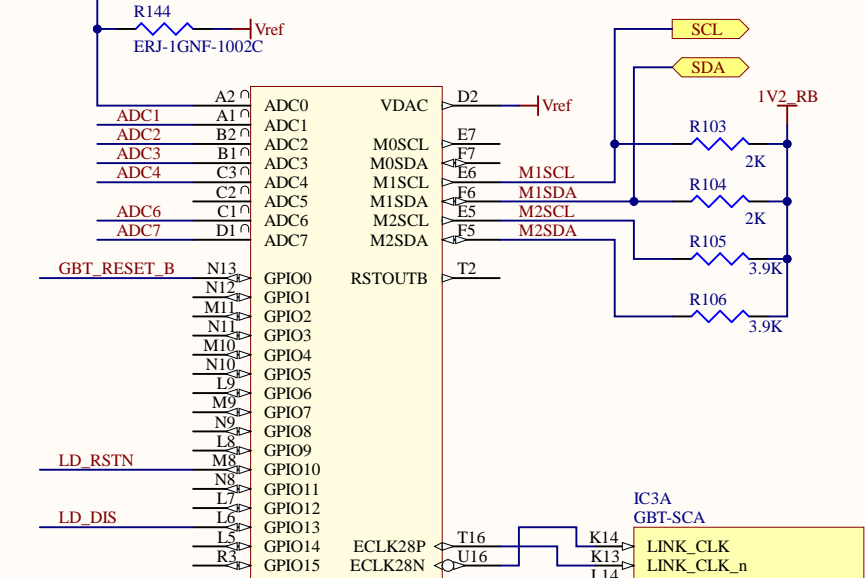 R144
Vref
ERJ-1GNF-1002C
SCL
SDA
1V2_RB
A2 ADC0 VDAC D2 Vref
ADC1 A1 ADC1
ADC2 B2 ADC2 M0SCL E7
ADC3 B1 ADC3 M0SDA F7
ADC4 C3 ADC4 M1SCL E6 M1SCL
C2 ADC5 M1SDA F6 M1SDA
ADC6 C1 ADC6 M2SCL E5 M2SCL
ADC7 D1 ADC7 M2SDA F5 M2SDA
R103
2K
R104
2K
R105
3.9K
R106
3.9K
GBT_RESET_B N13 GPIO0 RSTOUTB T2
N12 GPIO1
M11 GPIO2
N11 GPIO3
M10 GPIO4
N10 GPIO5
L9 GPIO6
M9 GPIO7
N9 GPIO8
L8 GPIO9
LD_RSTN M8 GPIO10
N8 GPIO11
L7 GPIO12
LD_DIS L6 GPIO13
L5 GPIO14 ECLK28P T16
R3 GPIO15 ECLK28N U16
IC3A
GBT-SCA
K14 LINK_CLK
K13 LINK_CLK_n
L14